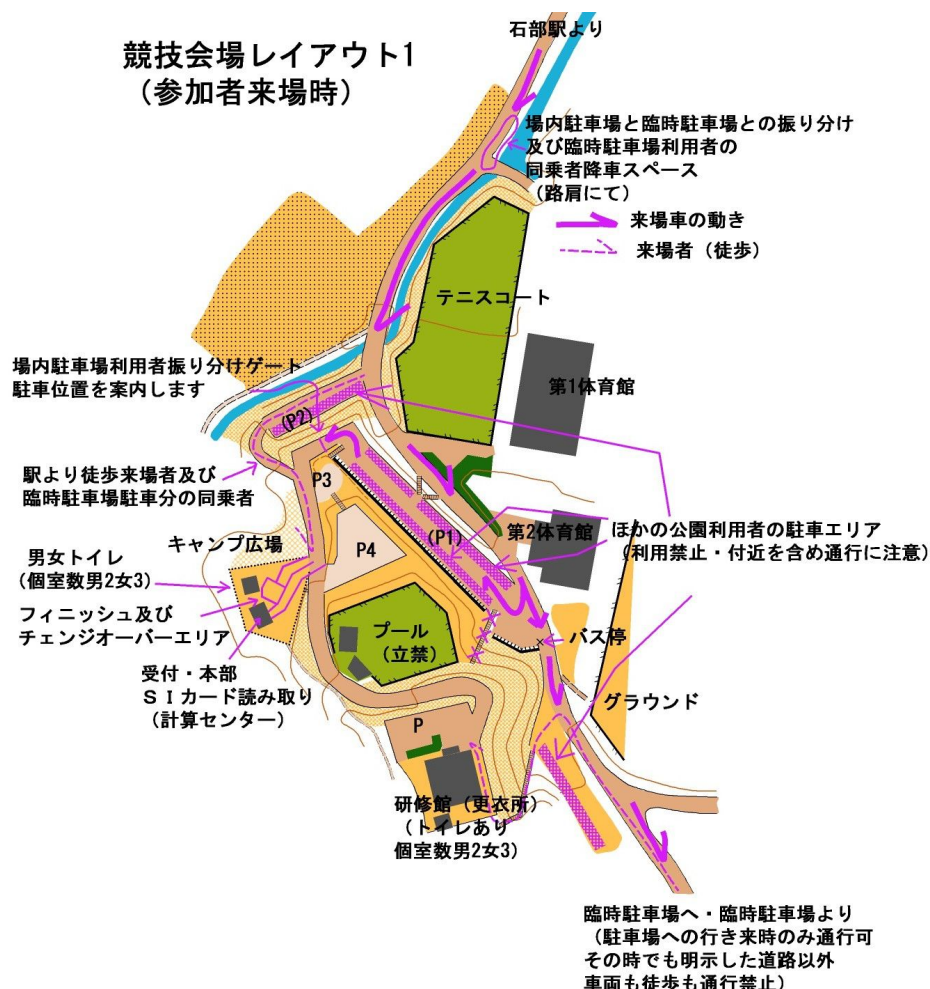 競技会場レイアウト1
(参加者来場時)
石部駅より
場内駐車場と臨時駐車場との振り分け
及び臨時駐車場利用者の
同乗者降車スペース
(路肩にて)
来場車の動き
来場者(徒歩)
テニスコート
場内駐車場利用者振り分けゲート
駐車位置を案内します
第1体育館
(P2)
駅より徒歩来場者及び
臨時駐車場駐車分の同乗者
P3
(P1)
第2体育館
ほかの公園利用者の駐車エリア
(利用禁止・付近を含め通行に注意)
キャンプ広場
P4
男女トイレ
(個室数男2女3)
フィニッシュ及び
チェンジオーバーエリア
プール
(立禁)
バス停
受付・本部
SIカード読み取り
(計算センター)
グラウンド
P
研修館(更衣所)
(トイレあり
個室数男2女3)
臨時駐車場へ・臨時駐車場より
(駐車場への行き来時のみ通行可
その時でも明示した道路以外
車両も徒歩も通行禁止)